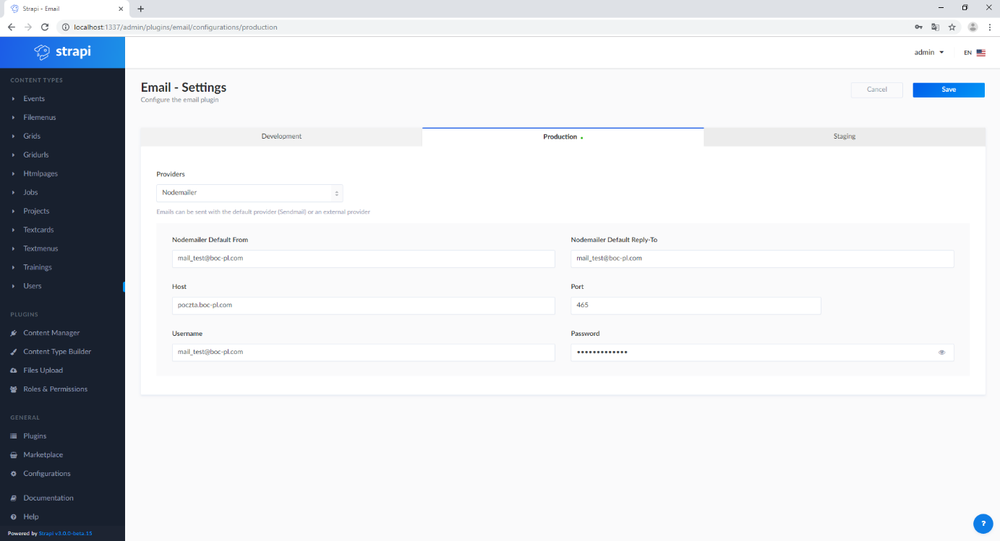 Strapi - Email
localhost:1337/admin/plugins/email/configurations/production
strapi
admin
EN
CONTENT TYPES
Events
Filemenus
Grids
Gridurls
Htmlpages
Jobs
Projects
Textcards
Textmenus
Trainings
Users
PLUGINS
Content Manager
Content Type Builder
Files Upload
Roles & Permissions
GENERAL
Plugins
Marketplace
Configurations
Documentation
Help
Powered by Strapi v3.0.0-beta.15
Email - Settings
Configure the email plugin
Cancel
Save
Development
Production
Staging
Providers
Nodemailer
Emails can be sent with the default provider (Sendmail) or an external provider
Nodemailer Default From
Nodemailer Default Reply-To
mail_test@boc-pl.com
mail_test@boc-pl.com
Host
Port
poczta.boc-pl.com
465
Username
Password
mail_test@boc-pl.com
•••••••••••••
?